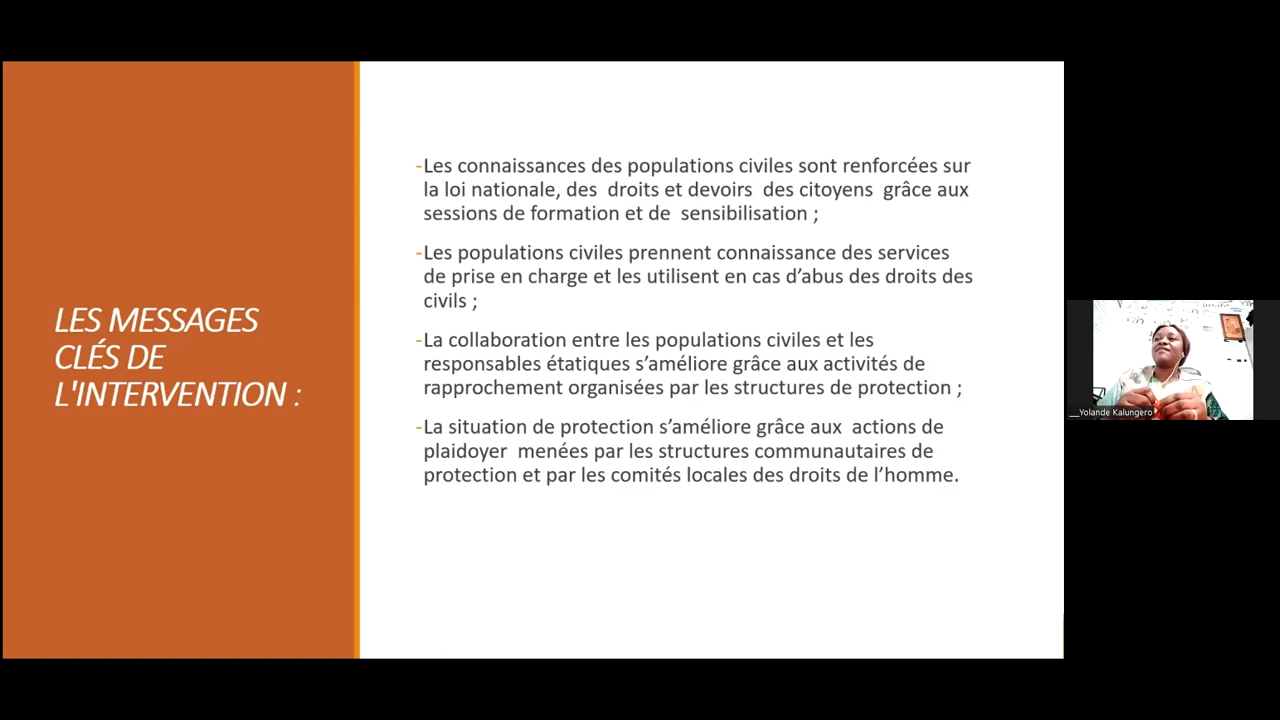 LES MESSAGES
CLÉS DE
L'INTERVENTION :
-Les connaissances des populations civiles sont renforcées sur
la loi nationale, des droits et devoirs des citoyens grâce aux
sessions de formation et de sensibilisation ;
-Les populations civiles prennent connaissance des services
de prise en charge et les utilisent en cas d’abus des droits des
civils ;
-La collaboration entre les populations civiles et les
responsables étatiques s’améliore grâce aux activités de
rapprochement organisées par les structures de protection ;
-La situation de protection s’améliore grâce aux actions de
plaidoyer menées par les structures communautaires de
protection et par les comités locales des droits de l’homme.
__Yolande Kalungero